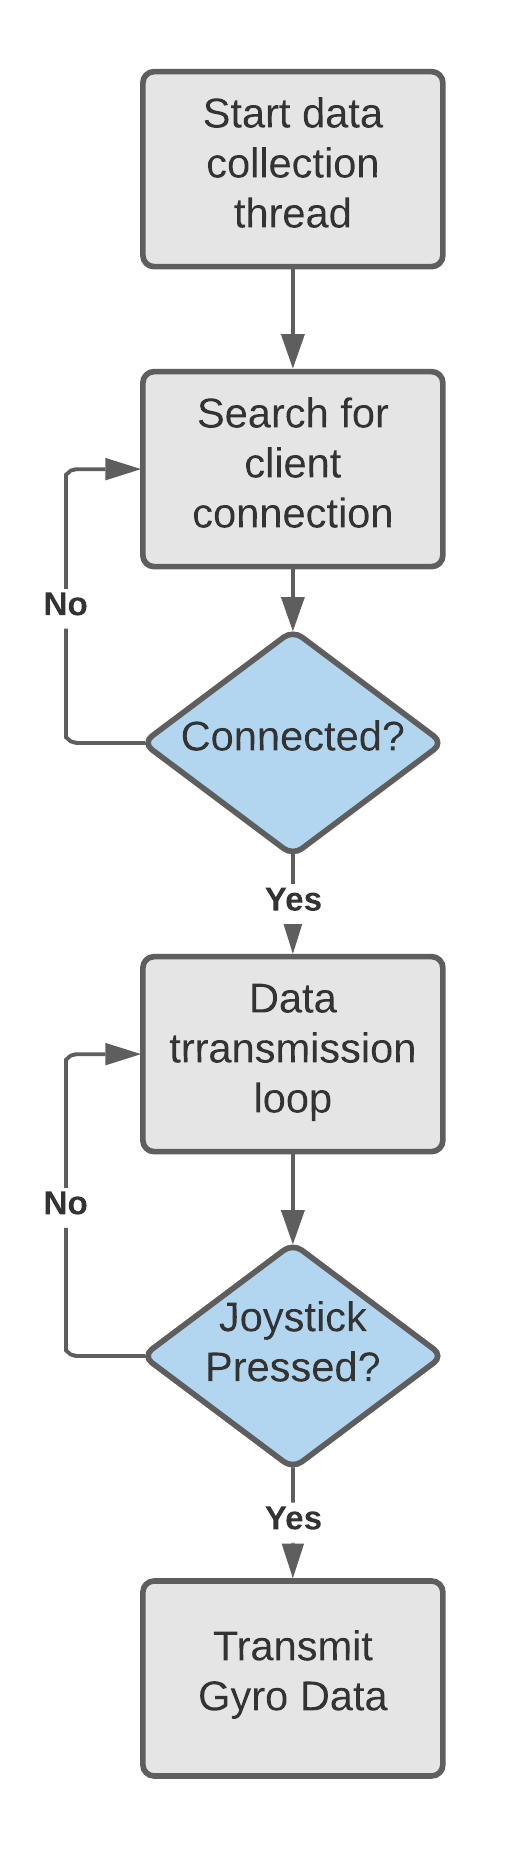 Start data
collection
thread
Search for
client
connection
No
Connected?
Yes
Data
trransmission
loop
No
Joystick
Pressed?
Yes
Transmit
Gyro Data